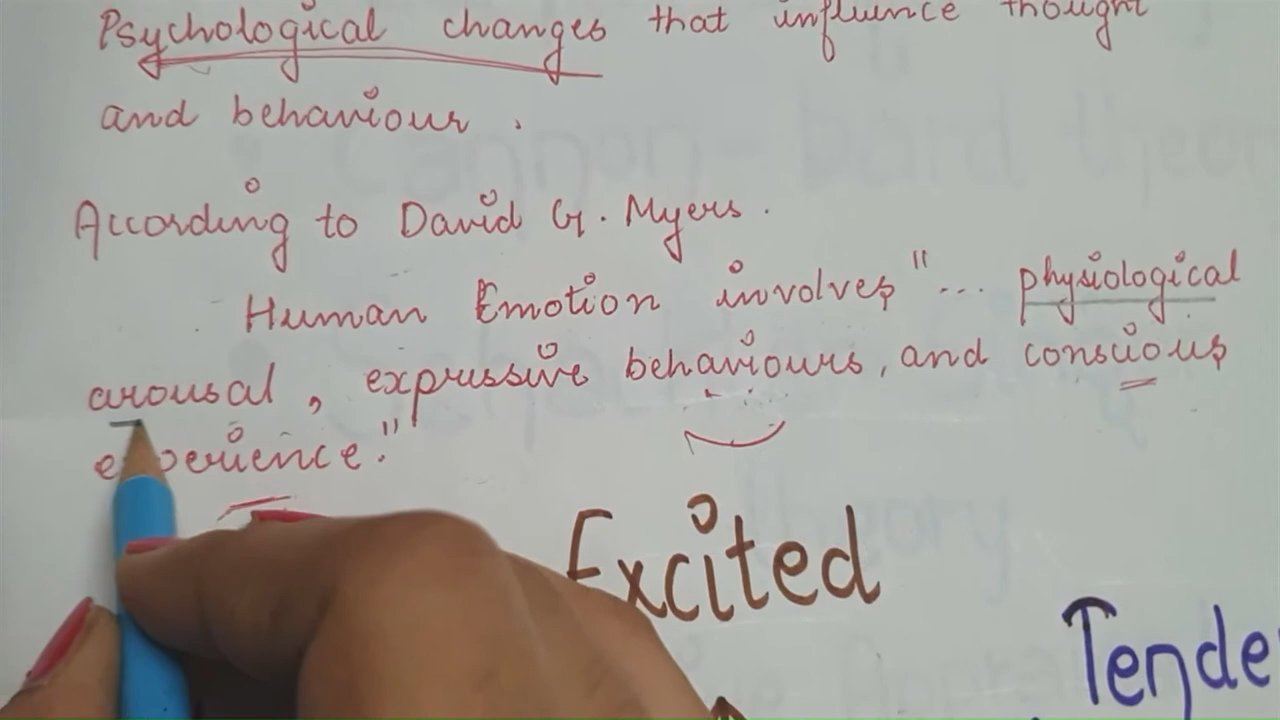 Psychological changes that influence thought
and behaviour.
According to David G. Myers.
Human Emotion involves "... physiological
arousal, expressive behaviours, and conscious
experience."
Excited
Tende